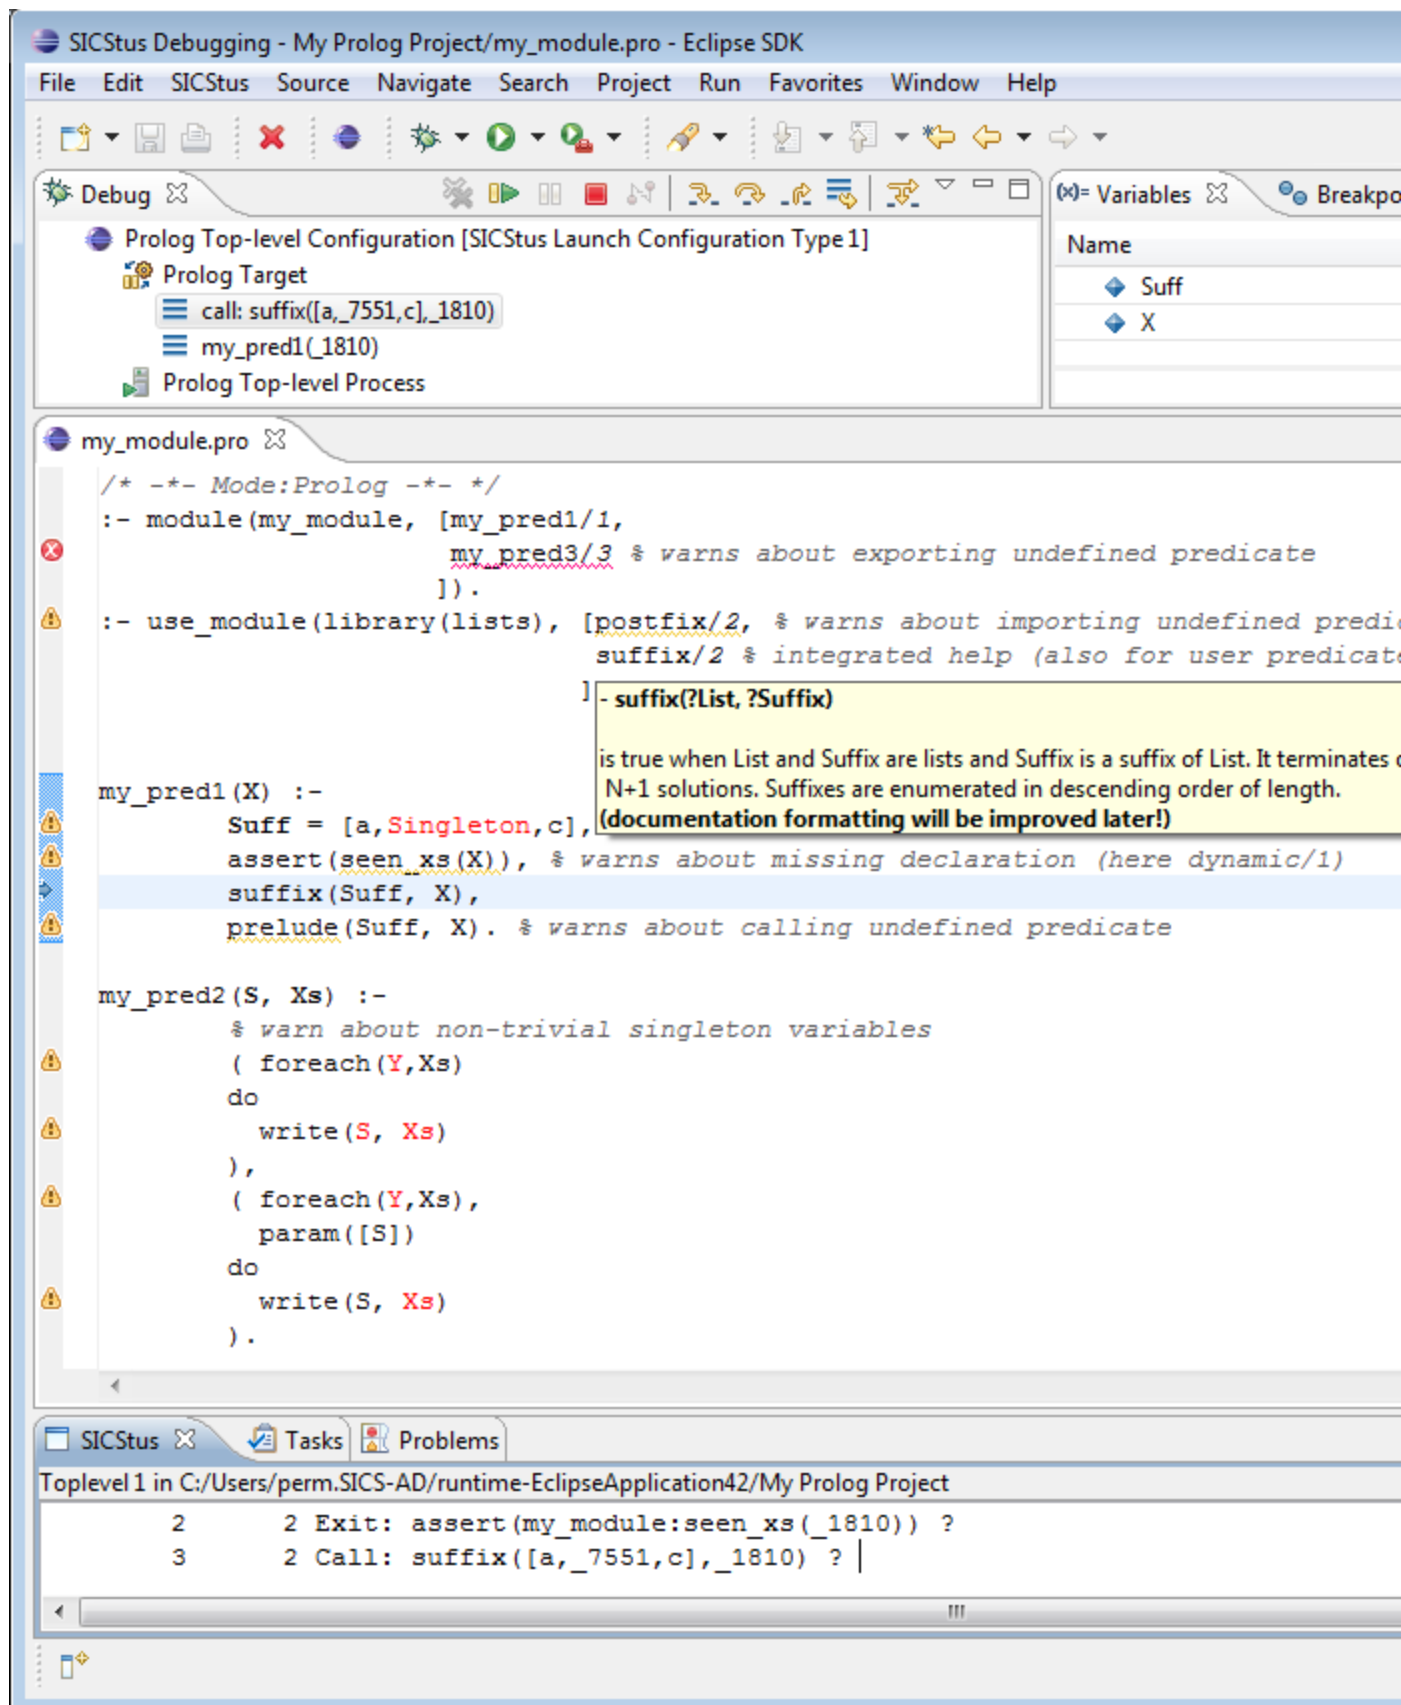 SICStus Debugging - My Prolog Project/my_module.pro - Eclipse SDK
File Edit SICStus Source Navigate Search Project Run Favorites Window Help
Debug
(x)= Variables
Breakpo
Prolog Top-level Configuration [SICStus Launch Configuration Type1]
Prolog Target
call: suffix([a,_7551,c],_1810)
my_pred1(_1810)
Prolog Top-level Process
Name
Suff
X
my_module.pro
/* -*- Mode:Prolog -*- */
:- module(my_module, [my_pred1/1,
my_pred3/3 % warns about exporting undefined predicate
]).
:- use_module(library(lists), [postfix/2, % warns about importing undefined predic
suffix/2 % integrated help (also for user predicate
]
- suffix(?List, ?Suffix)
is true when List and Suffix are lists and Suffix is a suffix of List. It terminates
N+1 solutions. Suffixes are enumerated in descending order of length.
(documentation formatting will be improved later!)
my_pred1(X) :-
Suff = [a,Singleton,c],
assert(seen_xs(X)), % warns about missing declaration (here dynamic/1)
suffix(Suff, X),
prelude(Suff, X). % warns about calling undefined predicate
my_pred2(S, Xs) :-
% warn about non-trivial singleton variables
( foreach(Y,Xs)
do
write(S, Xs)
),
( foreach(Y,Xs),
param([S])
do
write(S, Xs)
).
SICStus
Tasks
Problems
Toplevel1 in C:/Users/perm.SICS-AD/runtime-EclipseApplication42/My Prolog Project
2 2 Exit: assert(my_module:seen_xs(_1810)) ?
3 2 Call: suffix([a,_7551,c],_1810) ?